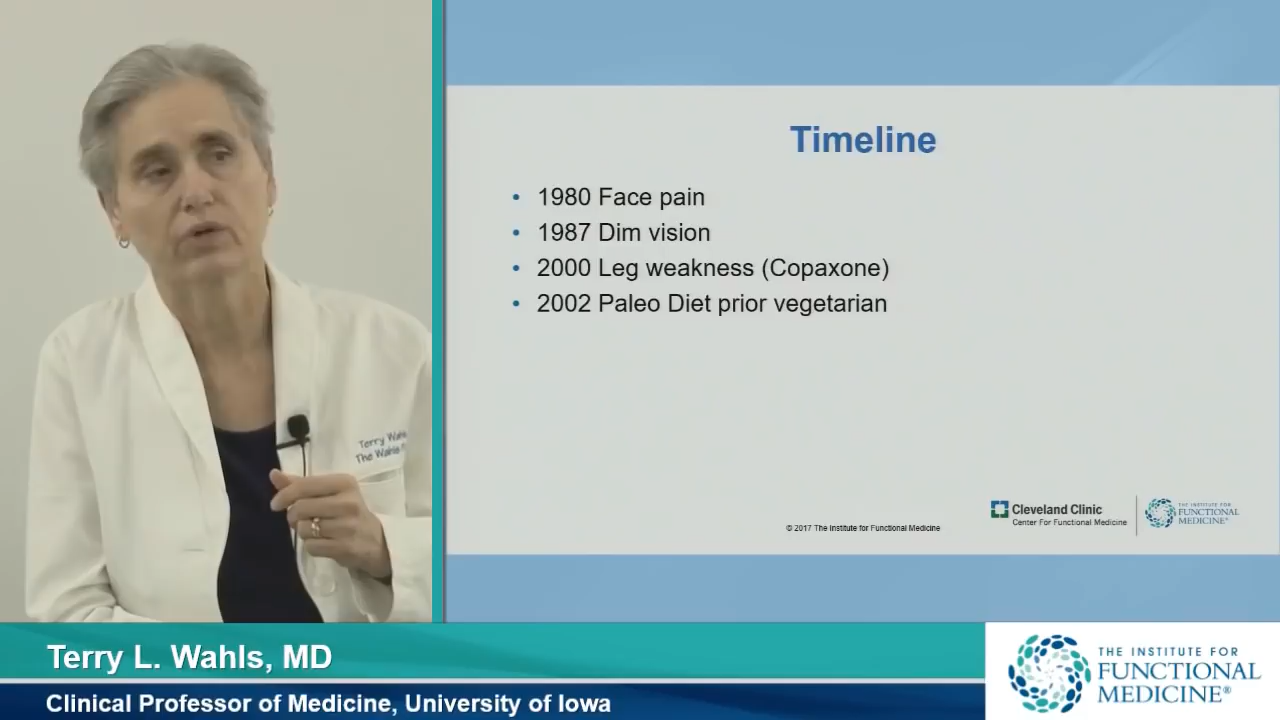 Timeline
• 1980 Face pain
• 1987 Dim vision
• 2000 Leg weakness (Copaxone)
• 2002 Paleo Diet prior vegetarian
Terry
The
© 2017 The Institute for Functional Medicine
Cleveland Clinic
Center For Functional Medicine
THE INSTITUTE FOR
FUNCTIONAL
MEDICINE®
Terry L. Wahls, MD
Clinical Professor of Medicine, University of Iowa
THE INSTITUTE FOR
FUNCTIONAL
MEDICINE®